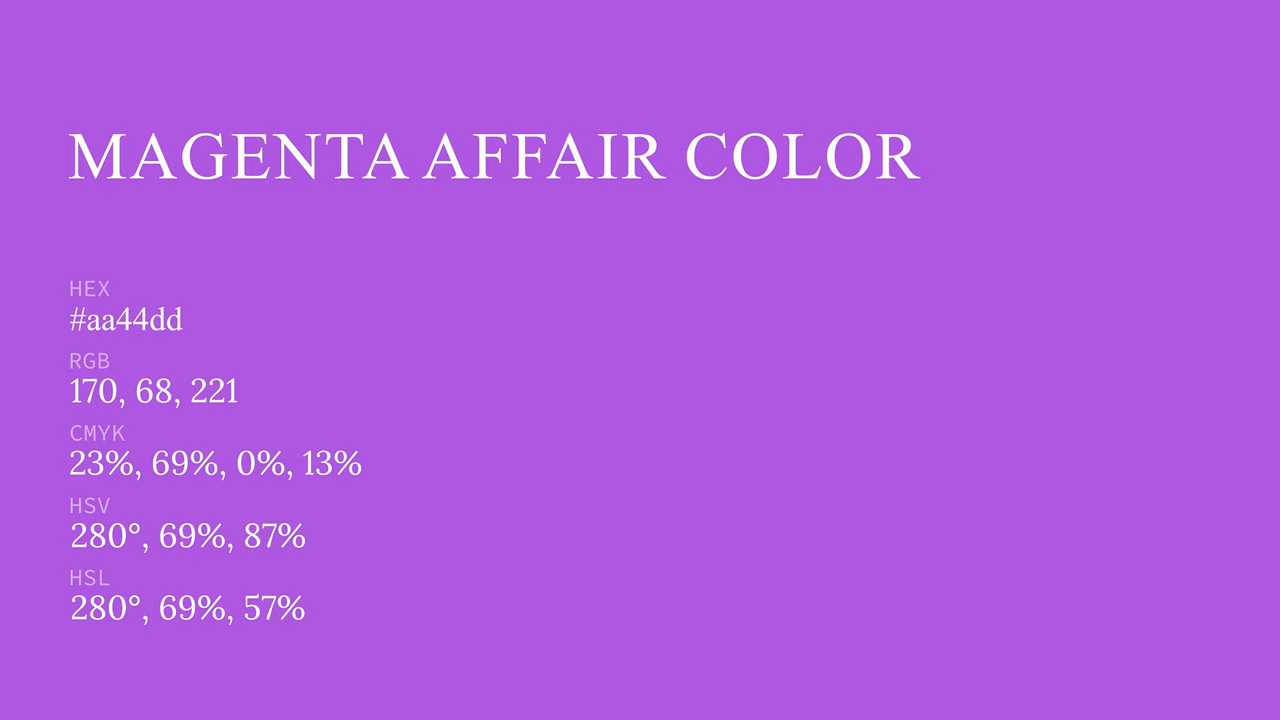 MAGENTA AFFAIR COLOR
HEX
#aa44dd
RGB
170, 68, 221
CMYK
23%, 69%, 0%, 13%
HSV
280°, 69%, 87%
HSL
280°, 69%, 57%